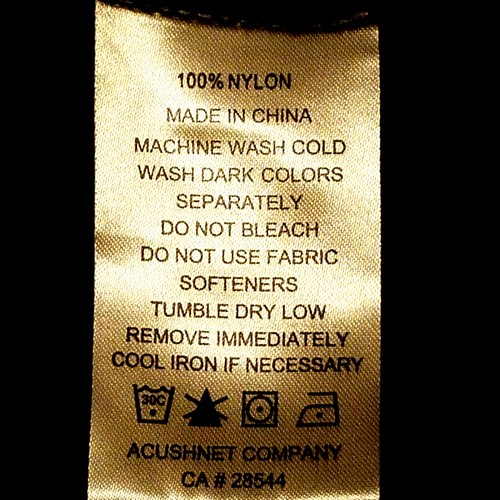 100% NYLON
MADE IN CHINA
MACHINE WASH COLD
WASH DARK COLORS
SEPARATELY
DO NOT BLEACH
DO NOT USE FABRIC
SOFTENERS
TUMBLE DRY LOW
REMOVE IMMEDIATELY
COOL IRON IF NECESSARY
30C
ACUSHNET COMPANY
CA # 28544